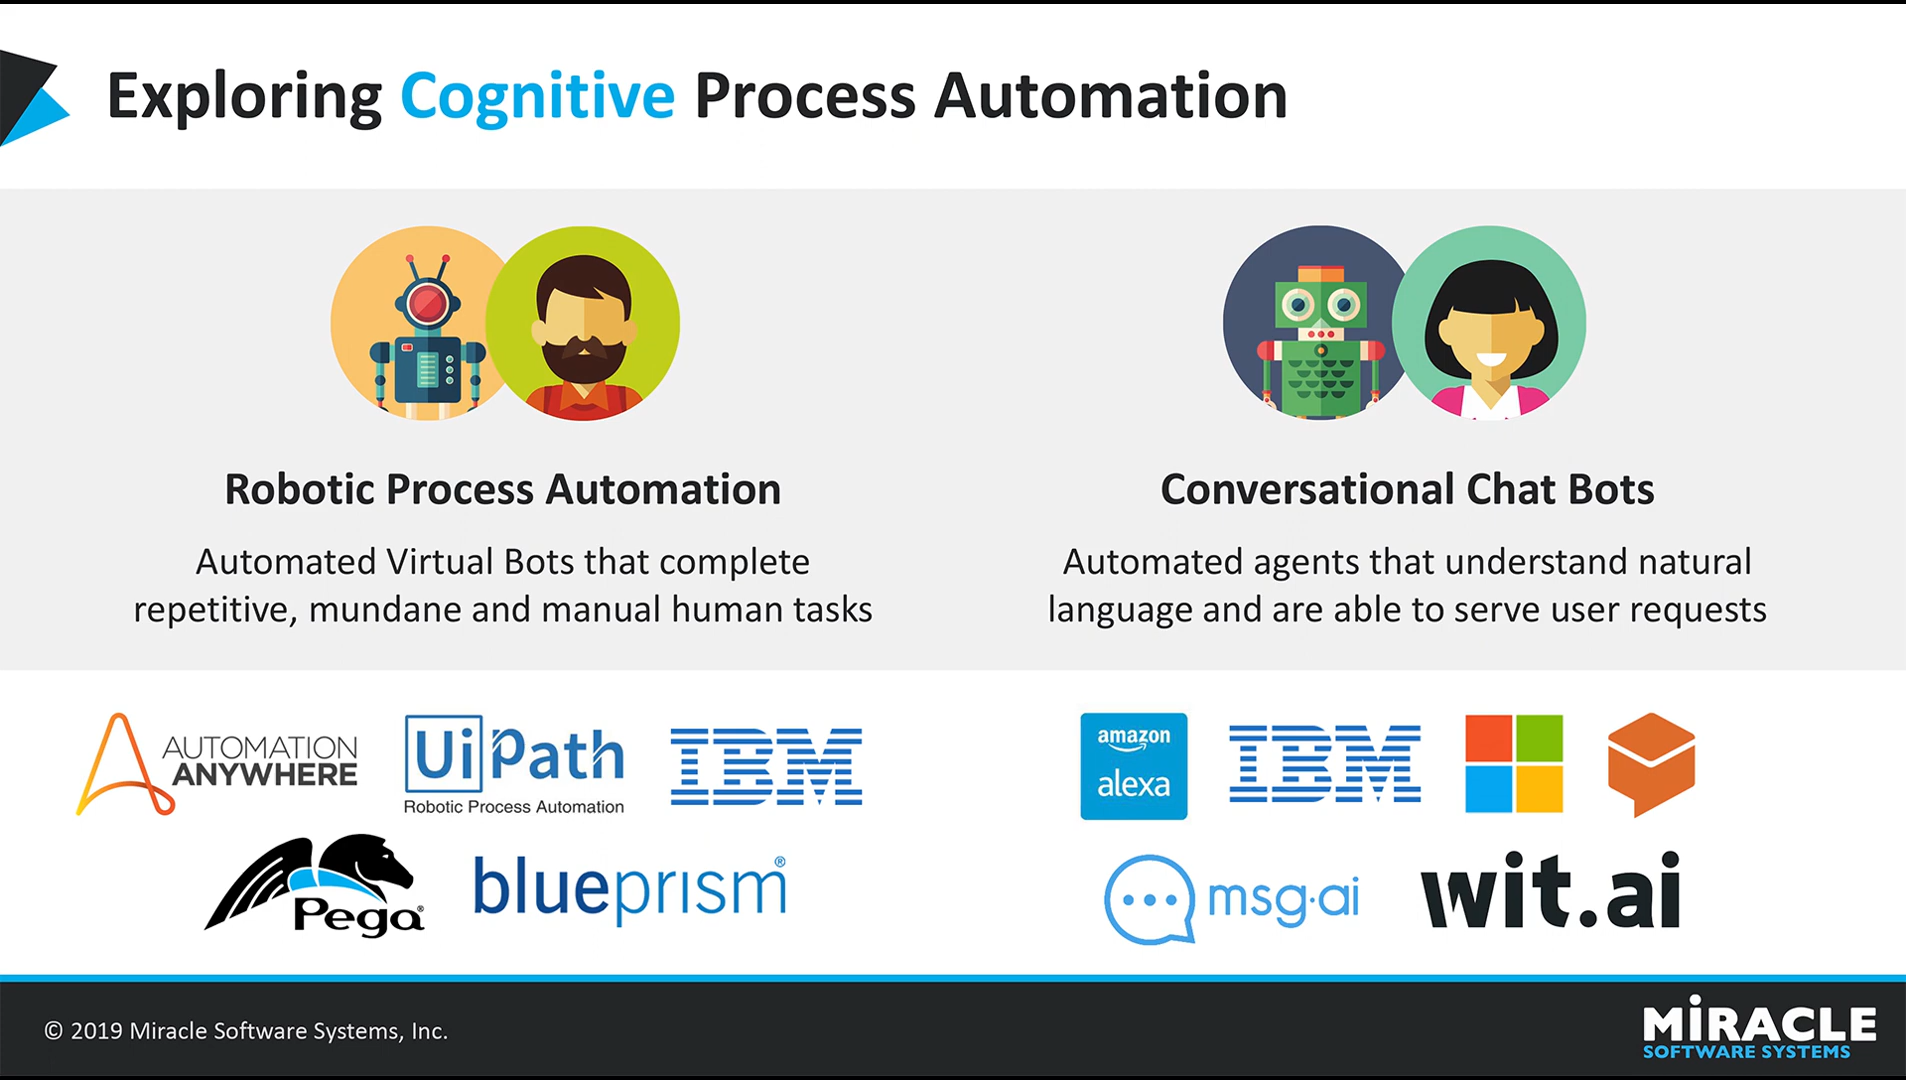 Exploring Cognitive Process Automation
Robotic Process Automation
Automated Virtual Bots that complete
repetitive, mundane and manual human tasks
Conversational Chat Bots
Automated agents that understand natural
language and are able to serve user requests
AUTOMATION
ANYWHERE
UiPath
Robotic Process Automation
IBM
Pega®
blueprism®
amazon
alexa
IBM
msg.ai
wit.ai
© 2019 Miracle Software Systems, Inc.
MiRACLE
SOFTWARE SYSTEMS